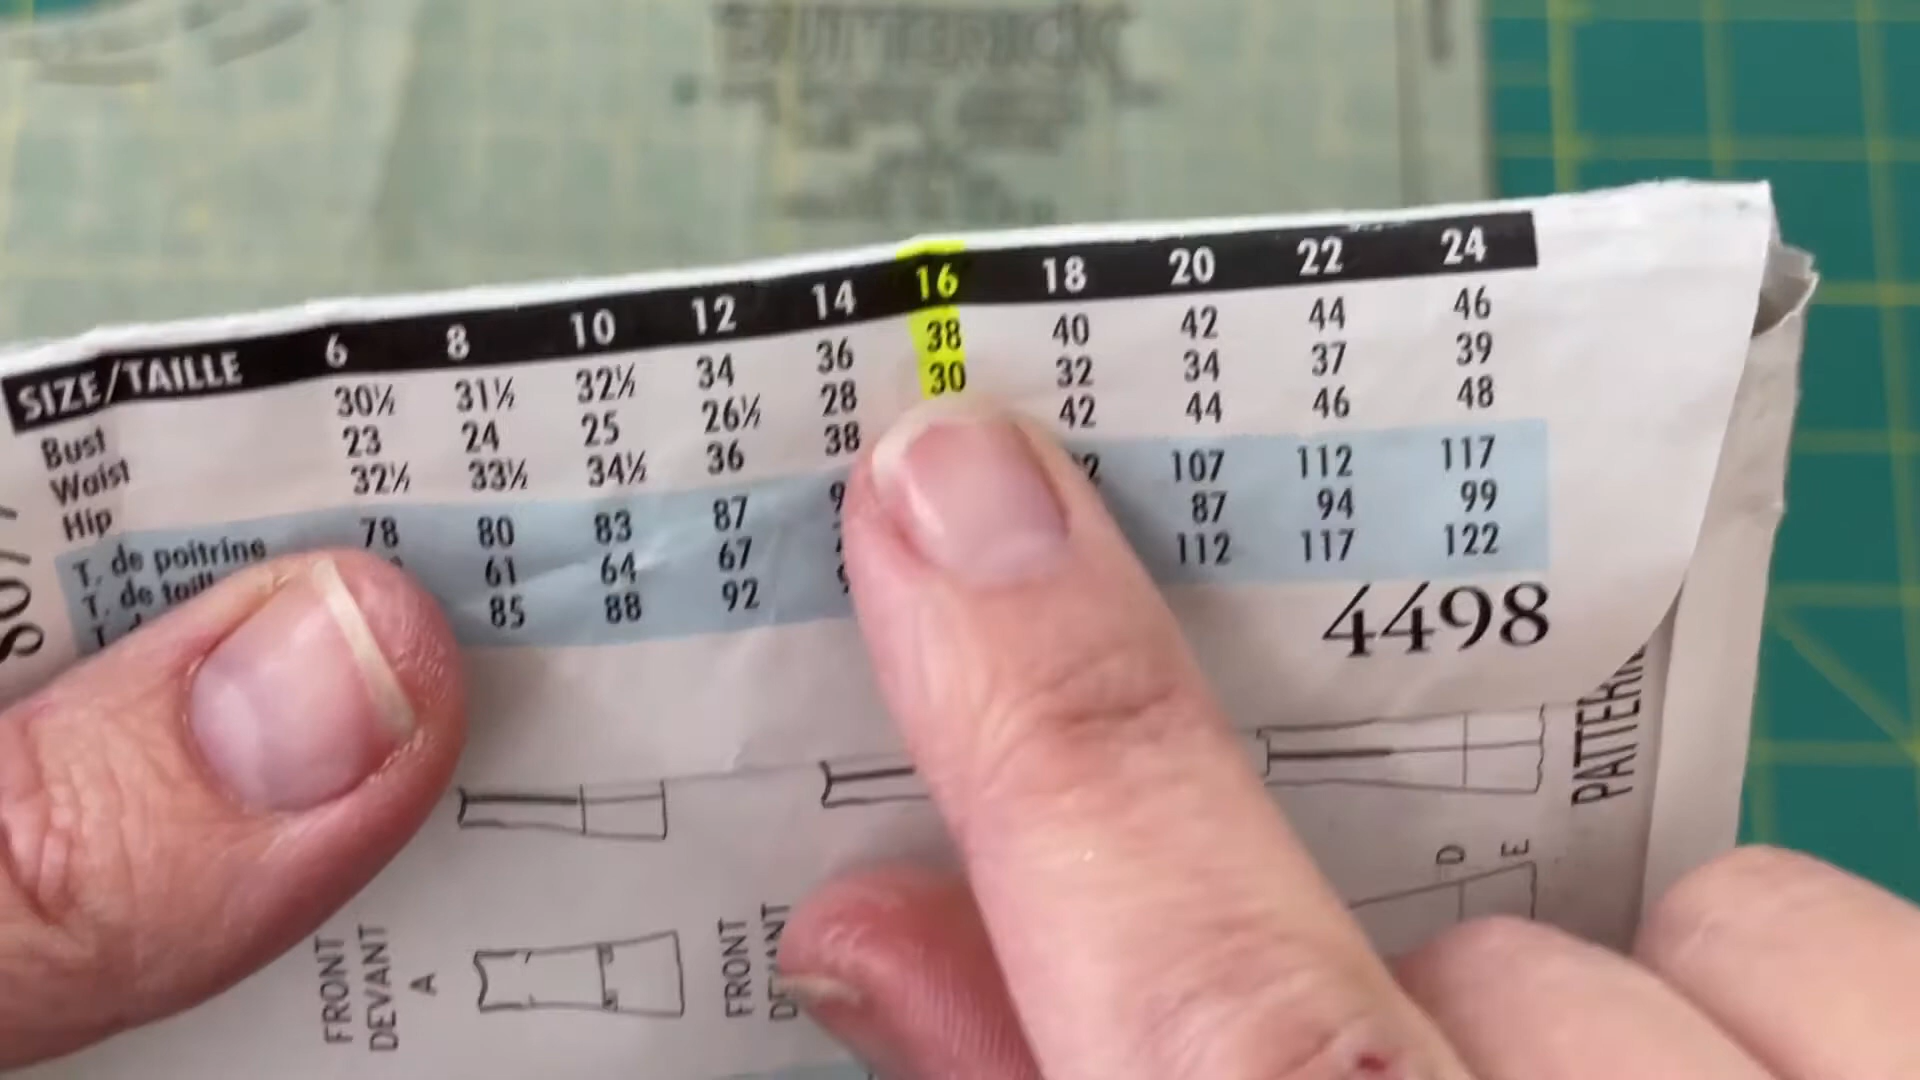 BUTTERICK
SIZE/TAILLE 6 8 10 12 14 16 18 20 22 24
Bust 30½ 31½ 32½ 34 36 38 40 42 44 46
Waist 23 24 25 26½ 28 30 32 34 37 39
Hip 32½ 33½ 34½ 36 38 42 44 46 48
T. de poitrine 78 80 83 87 107 112 117
T. de 61 64 67 87 94 99
85 88 92 112 117 122
4498
PATTERN
D
E
FRONT
DEVANT
A
FRONT